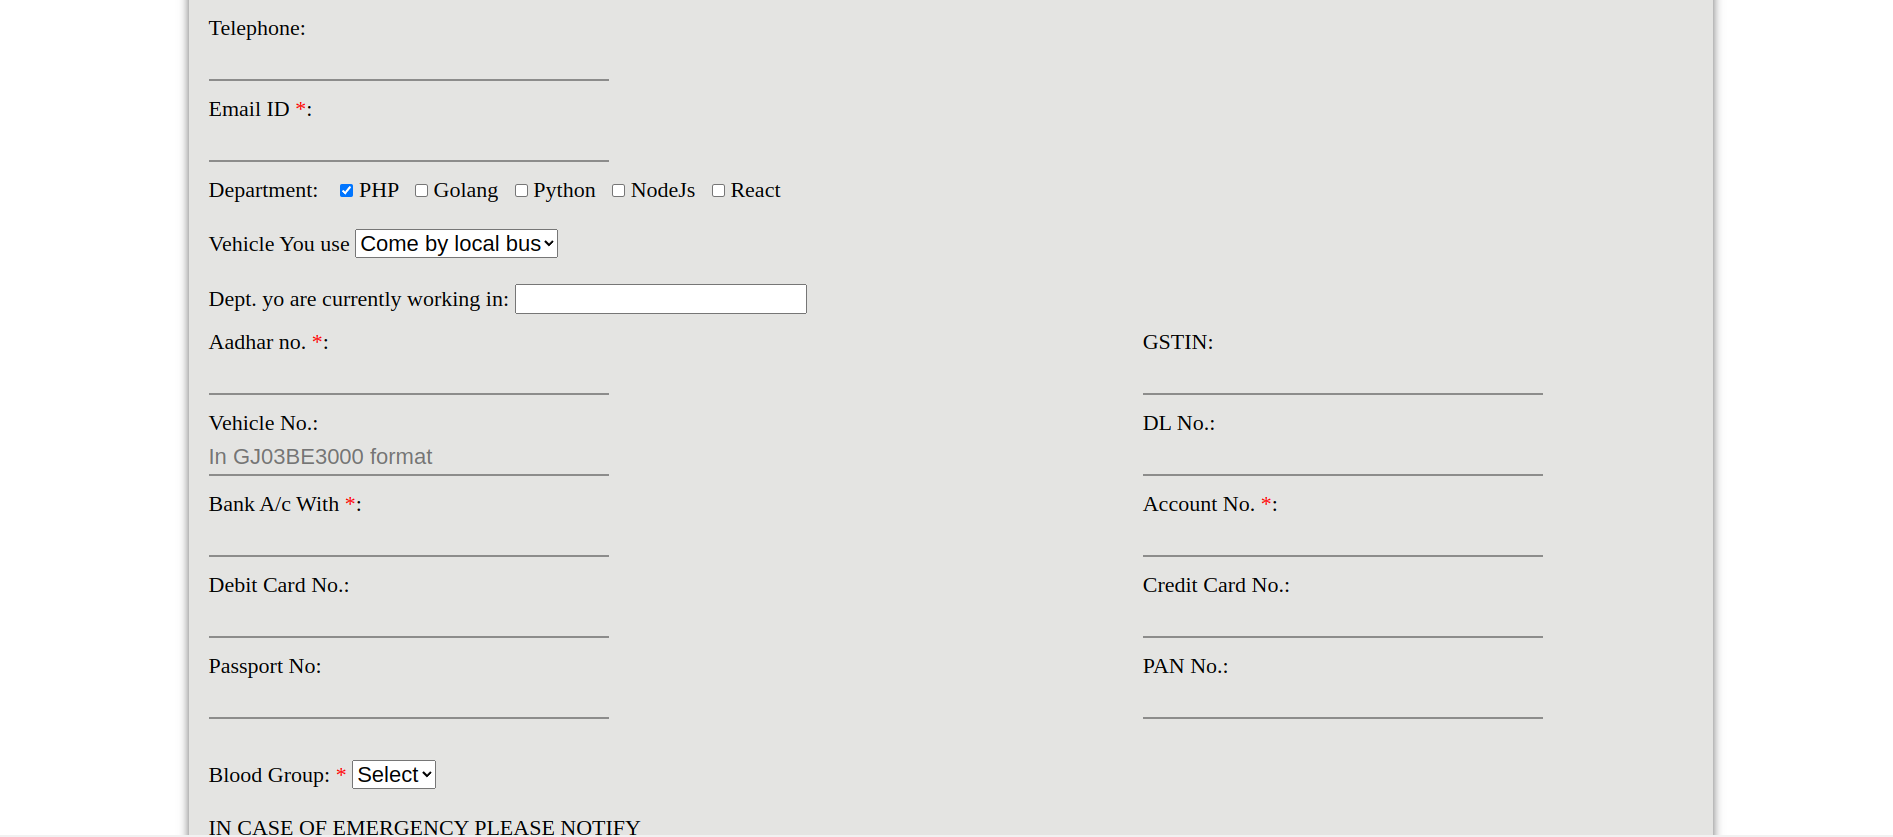 Telephone:
Email ID *:
Department: PHP Golang Python NodeJs React
Vehicle You use Come by local bus
Dept. yo are currently working in:
Aadhar no. *: GSTIN:
Vehicle No.: DL No.:
In GJ03BE3000 format
Bank A/c With *: Account No. *:
Debit Card No.: Credit Card No.:
Passport No: PAN No.:
Blood Group: * Select
IN CASE OF EMERGENCY PLEASE NOTIFY